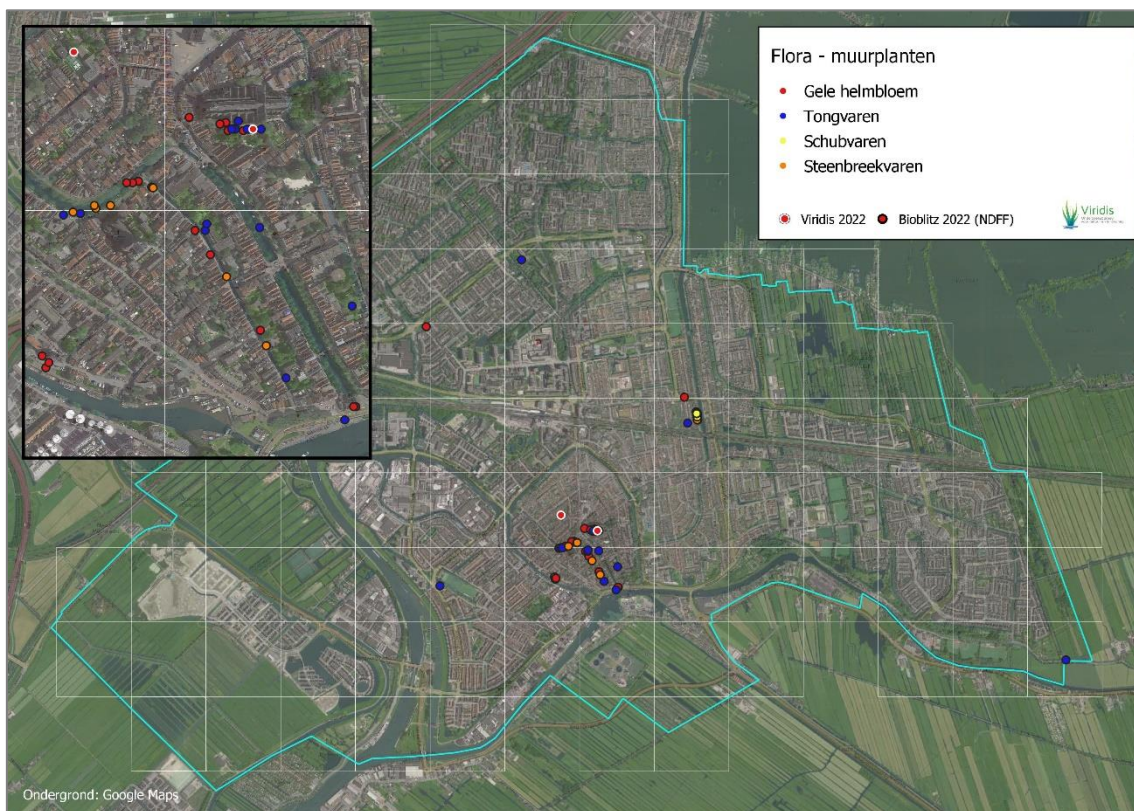 Flora - muurplanten
Gele helmbloem
Tongvaren
Schubvaren
Steenbreekvaren
Viridis 2022
Bioblitz 2022 (NDFF)
Viridis
Ondergrond: Google Maps